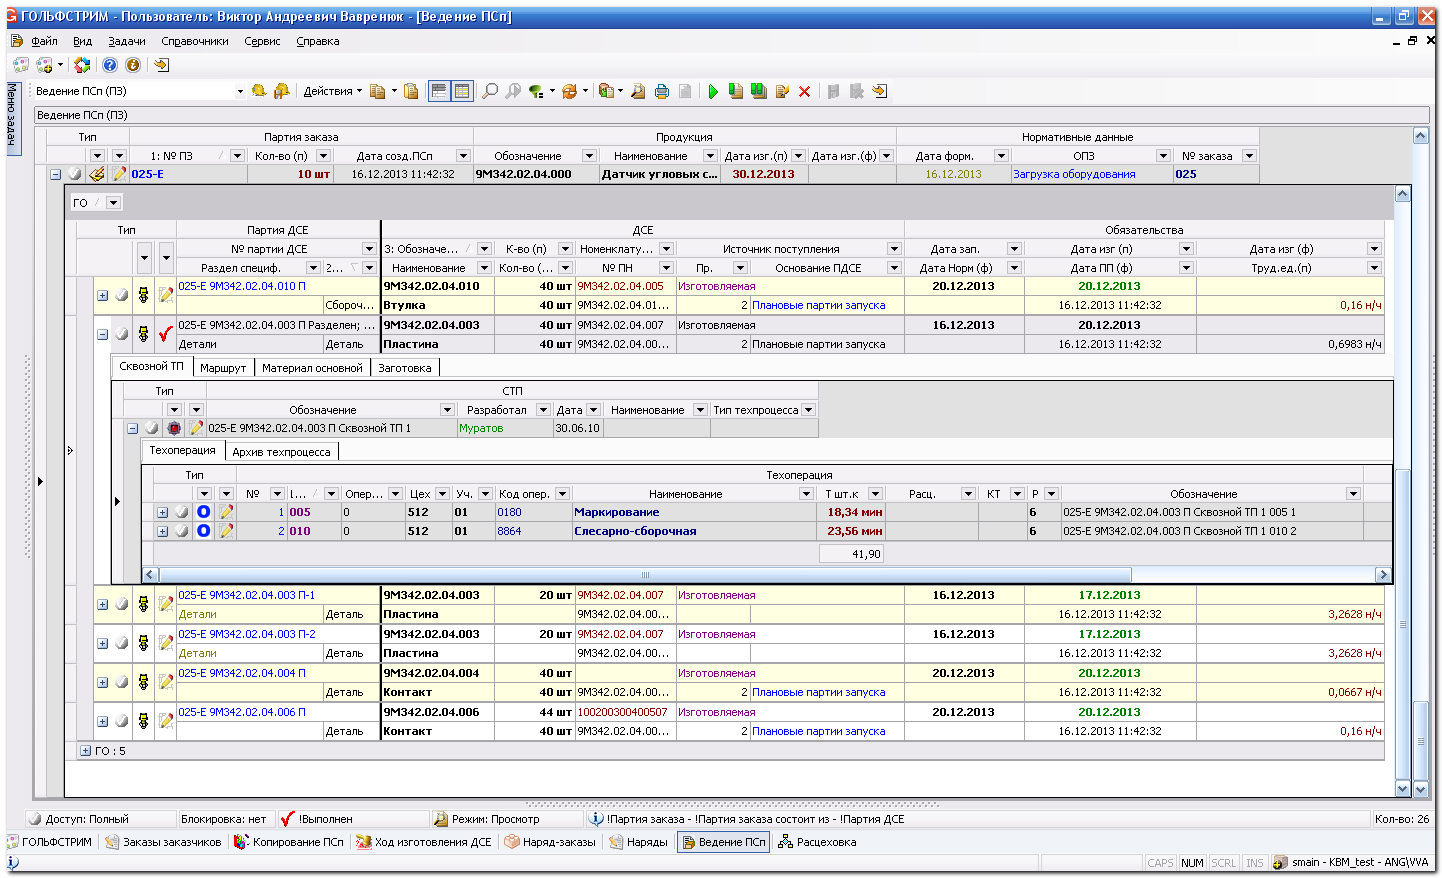 ГОЛЬФСТРИМ - Пользователь: Виктор Андреевич Вавренюк - [Ведение ПСп]
Файл Вид Задачи Справочники Сервис Справка
Меню задач
Ведение ПСп (ПЗ) Действия
Ведение ПСп (ПЗ)
Тип Партия заказа Продукция Нормативные данные
1: № ПЗ Кол-во (п) Дата созд.ПСп Обозначение Наименование Дата изг.(п) Дата изг.(ф) Дата форм. ОПЗ № заказа
025-Е 10 шт 16.12.2013 11:42:32 9М342.02.04.000 Датчик угловых с... 30.12.2013 16.12.2013 Загрузка оборудования 025
ГО
Тип Партия ДСЕ ДСЕ Обязательства
№ партии ДСЕ 3: Обозначе... К-во (п) Номенклату... Источник поступления Дата зап. Дата изг (п) Дата изг (ф)
Раздел специф. 2... Наименование Кол-во (... № ПН Пр. Основание ПДСЕ Дата Норм (ф) Дата ПП (ф) Труд.ед.(п)
025-Е 9М342.02.04.010 П 9М342.02.04.010 40 шт 9М342.02.04.005 Изготовляемая 20.12.2013 20.12.2013
Сбороч... Втулка 40 шт 9М342.02.04.01... 2 Плановые партии запуска 16.12.2013 11:42:32 0,16 н/ч
025-Е 9М342.02.04.003 П Разделен; ... 9М342.02.04.003 40 шт 9М342.02.04.007 Изготовляемая 16.12.2013 20.12.2013
Детали Деталь Пластина 40 шт 9М342.02.04.00... 2 Плановые партии запуска 16.12.2013 11:42:32 0,6983 н/ч
Сквозной ТП Маршрут Материал основной Заготовка
Тип СТП
Обозначение Разработал Дата Наименование Тип техпроцесса
025-Е 9М342.02.04.003 П Сквозной ТП 1 Муратов 30.06.10
Техоперация Архив техпроцесса
Тип Техоперация
№ I... Опер... Цех Уч. Код опер. Наименование Т шт.к Расц. КТ Р Обозначение
1 005 0 512 01 0180 Маркирование 18,34 мин 6 025-Е 9М342.02.04.003 П Сквозной ТП 1 005 1
2 010 0 512 01 8864 Слесарно-сборочная 23,56 мин 6 025-Е 9М342.02.04.003 П Сквозной ТП 1 010 2
41,90
025-Е 9М342.02.04.003 П-1 9М342.02.04.003 20 шт 9М342.02.04.007 Изготовляемая 16.12.2013 17.12.2013
Детали Деталь Пластина 9М342.02.04.00... 16.12.2013 11:42:32 3,2628 н/ч
025-Е 9М342.02.04.003 П-2 9М342.02.04.003 20 шт 9М342.02.04.007 Изготовляемая 16.12.2013 17.12.2013
Детали Деталь Пластина 9М342.02.04.00... 16.12.2013 11:42:32 3,2628 н/ч
025-Е 9М342.02.04.004 П 9М342.02.04.004 40 шт Изготовляемая 20.12.2013 20.12.2013
Деталь Контакт 40 шт 9М342.02.04.00... 2 Плановые партии запуска 16.12.2013 11:42:32 0,0667 н/ч
025-Е 9М342.02.04.006 П 9М342.02.04.006 44 шт 100200300400507 Изготовляемая 20.12.2013 20.12.2013
Деталь Контакт 40 шт 9М342.02.04.00... 2 Плановые партии запуска 16.12.2013 11:42:32 0,16 н/ч
ГО : 5
Доступ: Полный Блокировка: нет !Выполнен Режим: Просмотр !Партия заказа - !Партия заказа состоит из - !Партия ДСЕ Кол-во: 26
ГОЛЬФСТРИМ Заказы заказчиков Копирование ПСп Ход изготовления ДСЕ Наряд-заказы Наряды Ведение ПСп Расцеховка
CAPS NUM SCRL INS smain - KBM_test - ANG\VVA